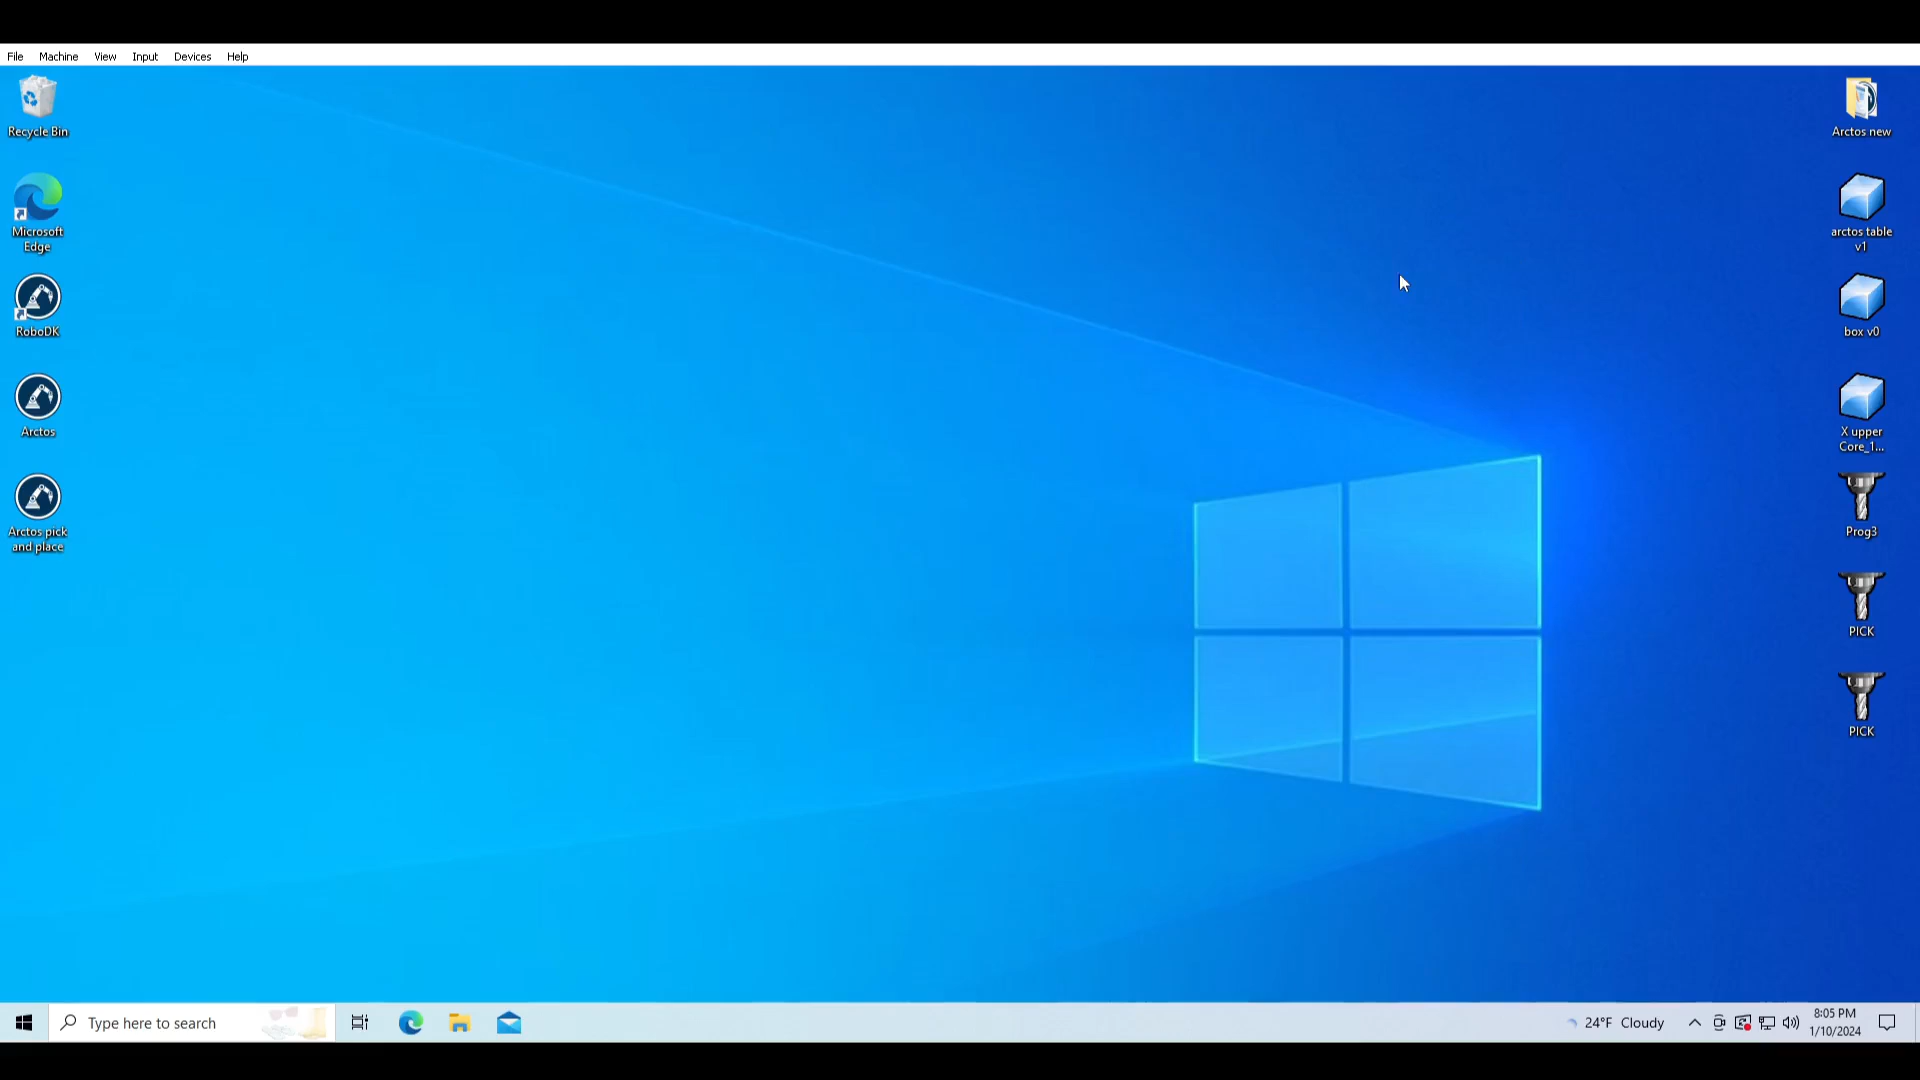 File Machine View Input Devices Help
Recycle Bin
Microsoft
Edge
RoboDK
Arctos
Arctos pick
and place
Arctos new
arctos table
v1
box v0
X upper
Core_1...
Prog3
PICK
PICK
Type here to search
24°F Cloudy
8:05 PM
1/10/2024